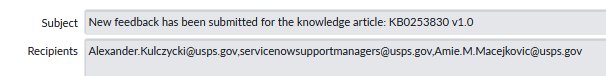 Subject New feedback has been submitted for the knowledge article: KB0253830 v1.0
Recipients Alexander.Kulczycki@usps.gov,servicenowsupportmanagers@usps.gov,Amie.M.Macejkovic@usps.gov